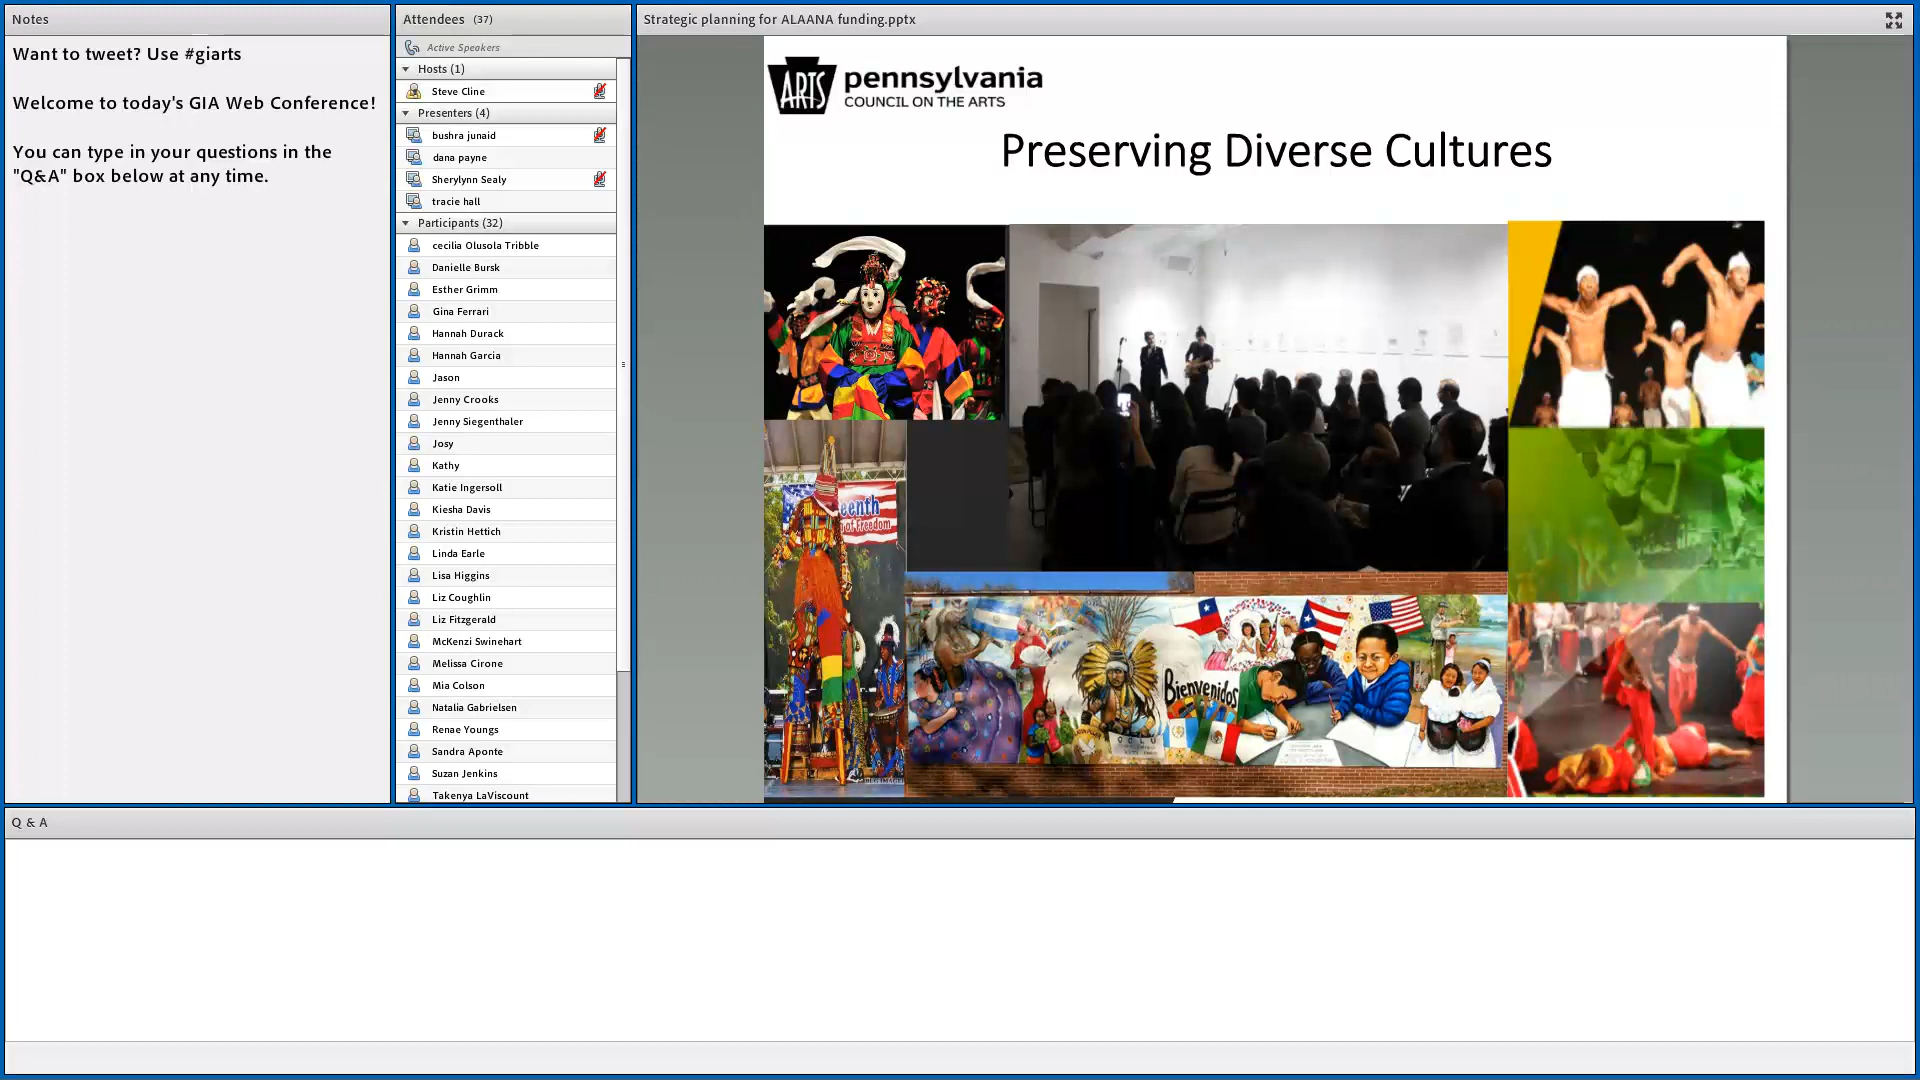 Notes
Want to tweet? Use #giarts
Welcome to today's GIA Web Conference!
You can type in your questions in the
"Q&A" box below at any time.
Attendees (37)
Active Speakers
Hosts (1)
Steve Cline
Presenters (4)
bushra junaid
dana payne
Sherylynn Sealy
tracie hall
Participants (32)
cecilia Olusola Tribble
Danielle Bursk
Esther Grimm
Gina Ferrari
Hannah Durack
Hannah Garcia
Jason
Jenny Crooks
Jenny Siegenthaler
Josy
Kathy
Katie Ingersoll
Kiesha Davis
Kristin Hettich
Linda Earle
Lisa Higgins
Liz Coughlin
Liz Fitzgerald
McKenzi Swinehart
Melissa Cirone
Mia Colson
Natalia Gabrielsen
Renae Youngs
Sandra Aponte
Suzan Jenkins
Takenya LaViscount
Strategic planning for ALAANA funding.pptx
ARTS
pennsylvania
COUNCIL ON THE ARTS
Preserving Diverse Cultures
eenth
of Freedom
Bienvenidos
Q & A